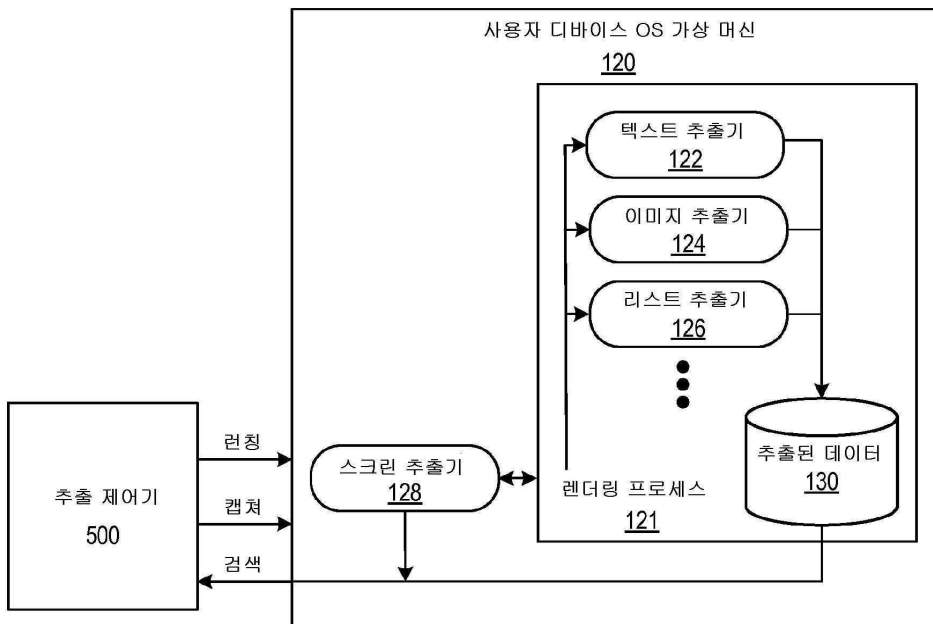 사용자 디바이스 OS 가상 머신
120
텍스트 추출기
122
이미지 추출기
124
리스트 추출기
126
추출된 데이터
130
렌더링 프로세스
121
스크린 추출기
128
추출 제어기
500
런칭
캡쳐
검색